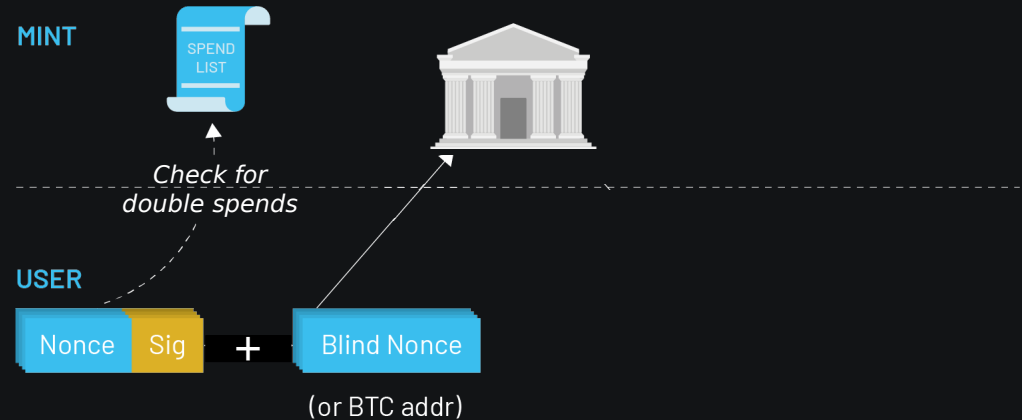 MINT
SPEND
LIST
Check for
double spends
USER
Nonce
Sig
+
Blind Nonce
(or BTC addr)